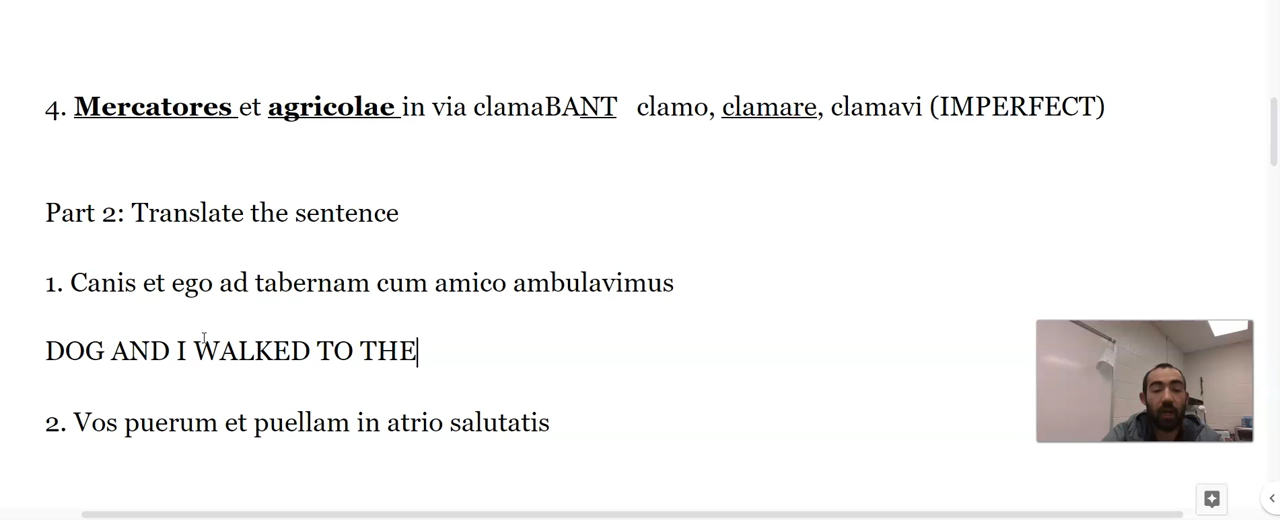 4. Mercatores et agricolae in via clamaBANT clamo, clamare, clamavi (IMPERFECT)
Part 2: Translate the sentence
1. Canis et ego ad tabernam cum amico ambulavimus
DOG AND I WALKED TO THE
2. Vos puerum et puellam in atrio salutatis